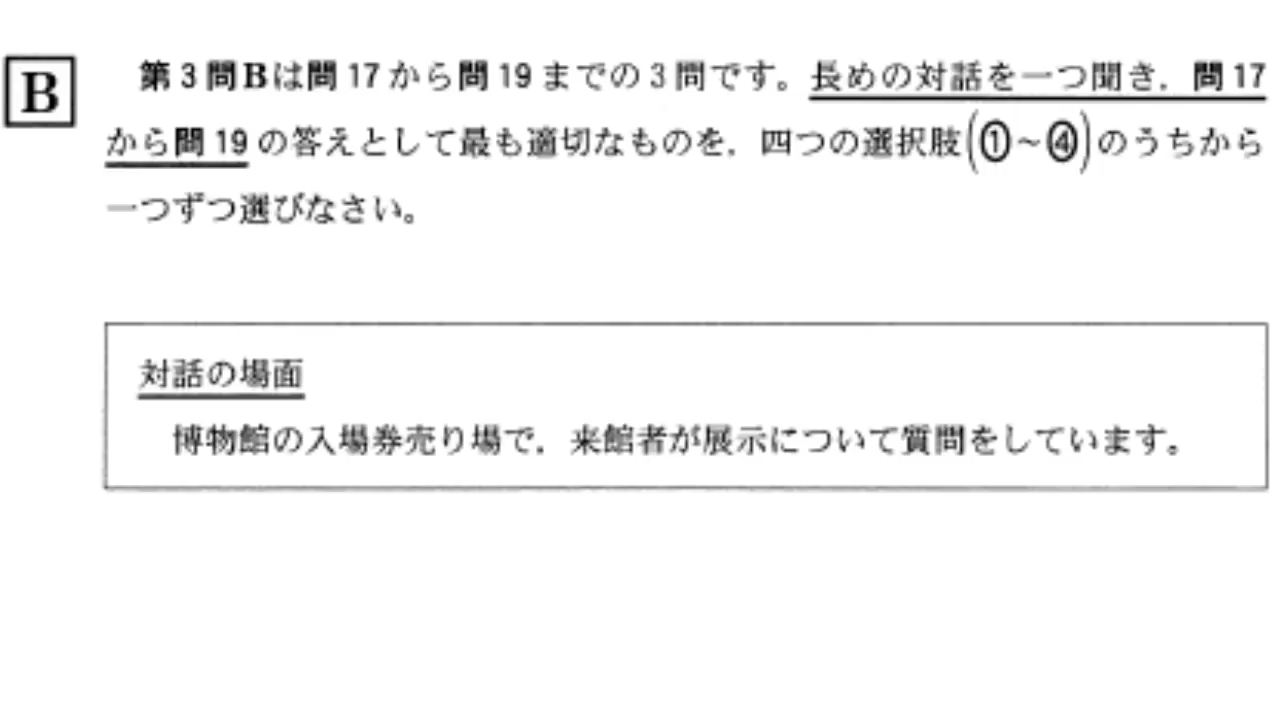 B 第3問Bは問17から問19までの3問です。長めの対話を一つ聞き，問17
から問19の答えとして最も適切なものを，四つの選択肢(①～④)のうちから
一つずつ選びなさい。
対話の場面
博物館の入場券売り場で，来館者が展示について質問をしています。